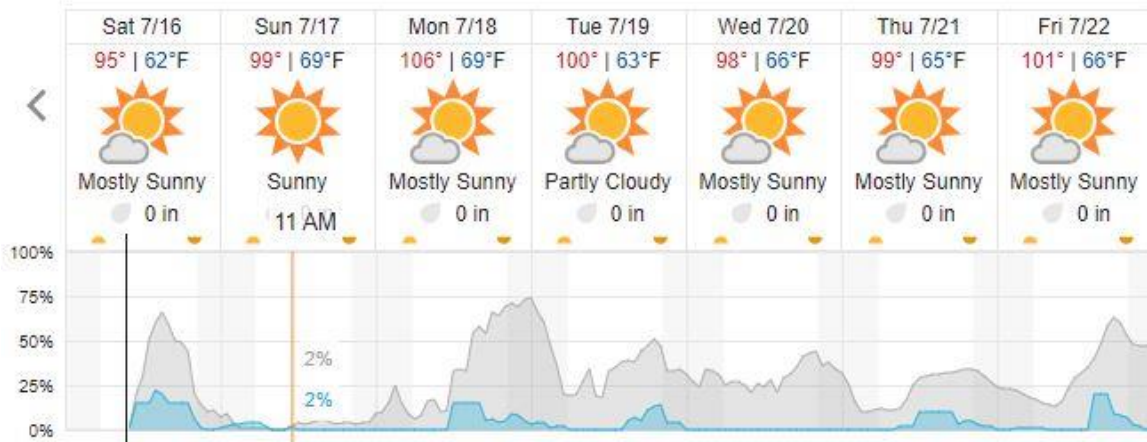 Sat 7/16 Sun 7/17 Mon 7/18 Tue 7/19 Wed 7/20 Thu 7/21 Fri 7/22
95° | 62°F 99° | 69°F 106° | 69°F 100° | 63°F 98° | 66°F 99° | 65°F 101° | 66°F
Mostly Sunny Sunny Mostly Sunny Partly Cloudy Mostly Sunny Mostly Sunny Mostly Sunny
0 in 0 in 0 in 0 in 0 in 0 in
11 AM
100%
75%
50%
2%
25%
2%
0%